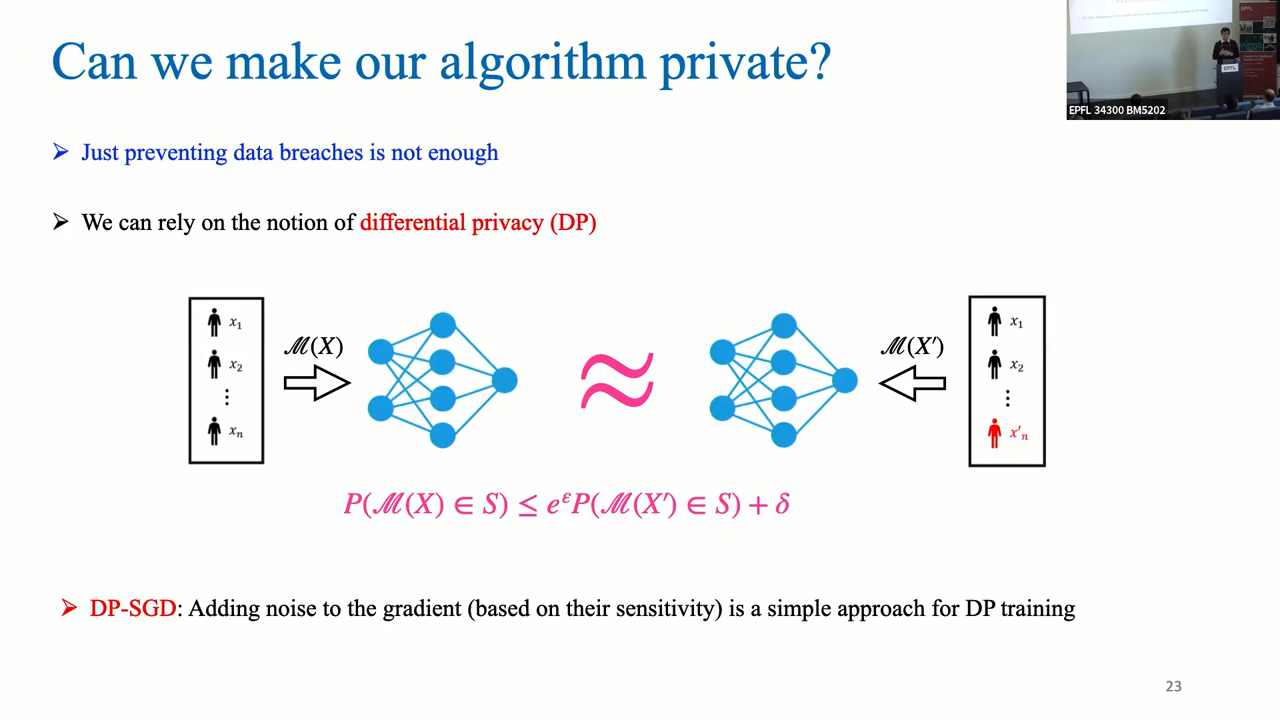 Can we make our algorithm private?
EPFL
EPFL
EPFL 34300 BM5202
➢ Just preventing data breaches is not enough
➢ We can rely on the notion of differential privacy (DP)
x₁
x₂
⋮
xₙ
ℳ(X)
≈
ℳ(X′)
x₁
x₂
⋮
x′ₙ
P(ℳ(X) ∈ S) ≤ e^ε P(ℳ(X′) ∈ S) + δ
➢ DP-SGD: Adding noise to the gradient (based on their sensitivity) is a simple approach for DP training
23